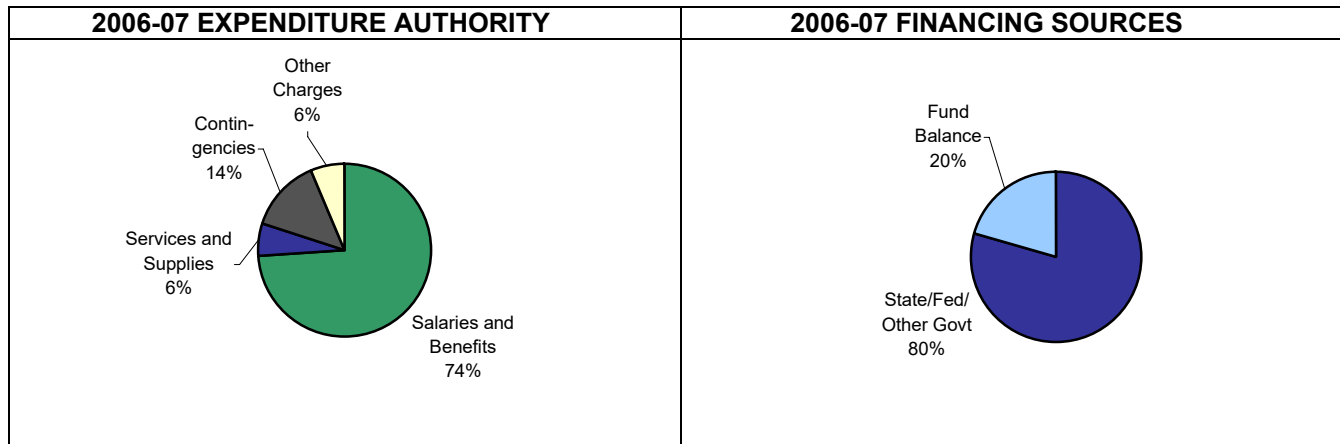 2006-07 EXPENDITURE AUTHORITY
Other
Charges
6%
Contin-
gencies
14%
Services and
Supplies
6%
Salaries and
Benefits
74%
2006-07 FINANCING SOURCES
Fund
Balance
20%
State/Fed/
Other Govt
80%